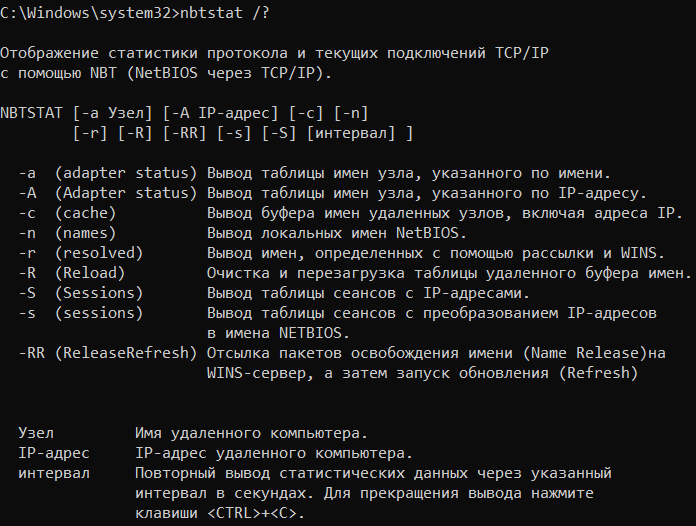 C:\Windows\system32>nbtstat /?
Отображение статистики протокола и текущих подключений TCP/IP
с помощью NBT (NetBIOS через TCP/IP).
NBTSTAT [-a Узел] [-A IP-адрес] [-c] [-n]
        [-r] [-R] [-RR] [-s] [-S] [интервал] ]
  -a  (adapter status) Вывод таблицы имен узла, указанного по имени.
  -A  (Adapter status) Вывод таблицы имен узла, указанного по IP-адресу.
  -c  (cache)          Вывод буфера имен удаленных узлов, включая адреса IP.
  -n  (names)          Вывод локальных имен NetBIOS.
  -r  (resolved)       Вывод имен, определенных с помощью рассылки и WINS.
  -R  (Reload)         Очистка и перезагрузка таблицы удаленного буфера имен.
  -S  (Sessions)       Вывод таблицы сеансов с IP-адресами.
  -s  (sessions)       Вывод таблицы сеансов с преобразованием IP-адресов
                       в имена NETBIOS.
  -RR (ReleaseRefresh) Отсылка пакетов освобождения имени (Name Release)на
                       WINS-сервер, а затем запуск обновления (Refresh)
  Узел         Имя удаленного компьютера.
  IP-адрес     IP-адрес удаленного компьютера.
  интервал     Повторный вывод статистических данных через указанный
               интервал в секундах. Для прекращения вывода нажмите
               клавиши <CTRL>+<C>.